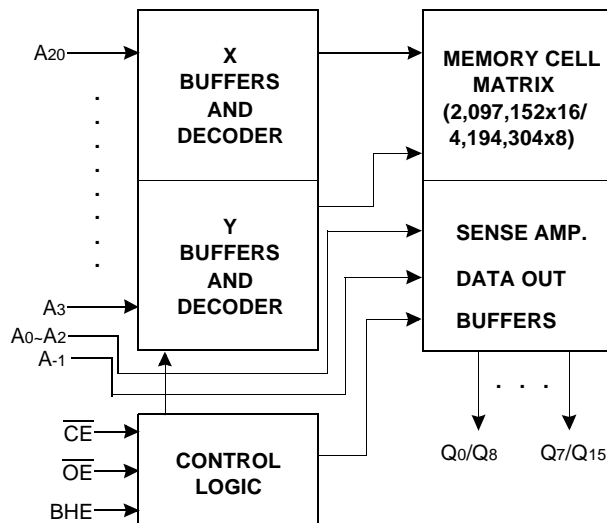 A20
X
BUFFERS
AND
DECODER
MEMORY CELL
MATRIX
(2,097,152x16/
4,194,304x8)
Y
BUFFERS
AND
DECODER
SENSE AMP.
DATA OUT
BUFFERS
A3
A0~A2
A-1
CE
OE
BHE
CONTROL
LOGIC
. . .
Q0/Q8
Q7/Q15